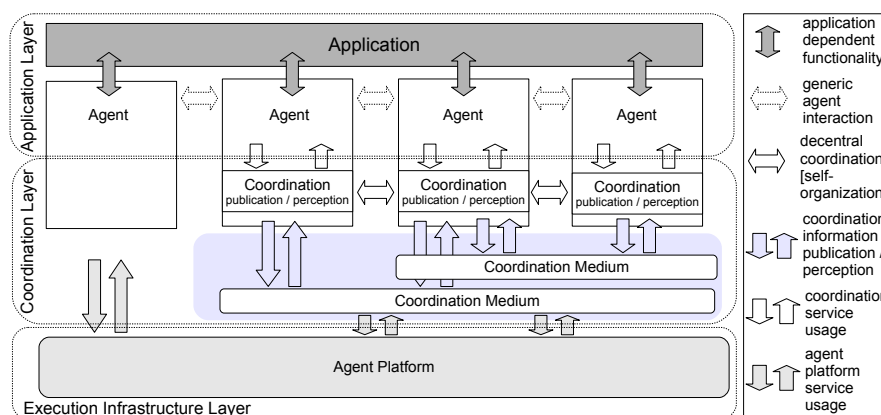 Application Layer
Application
Agent
Agent
Agent
Agent
Coordination Layer
Coordination
publication / perception
Coordination
publication / perception
Coordination
publication / perception
Coordination Medium
Coordination Medium
Agent Platform
Execution Infrastructure Layer
application
dependent
functionality
generic
agent
interaction
decentral
coordination
[self-
organization
coordination
information
publication /
perception
coordination
service
usage
agent
platform
service
usage